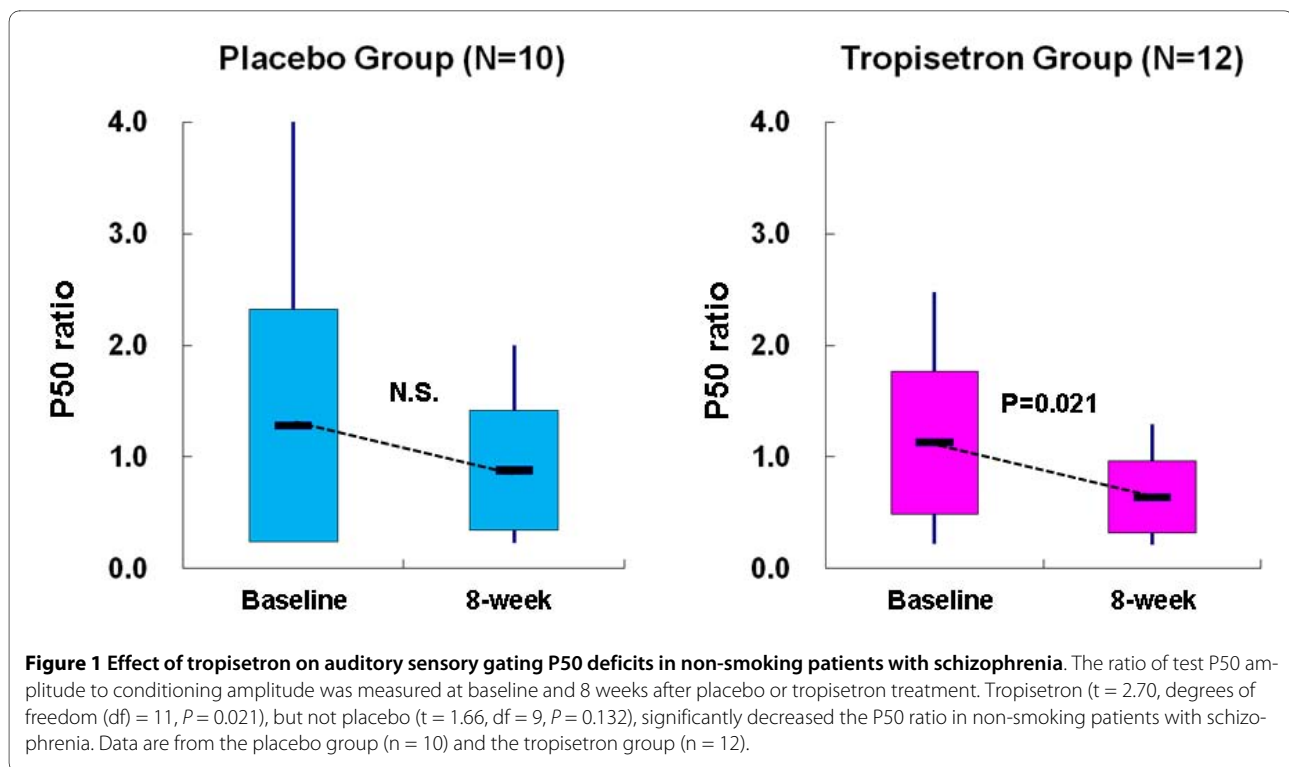 Placebo Group (N=10)
4.0
3.0
2.0
1.0
0.0
P50 ratio
N.S.
Baseline
8-week
Tropisetron Group (N=12)
4.0
3.0
2.0
1.0
0.0
P50 ratio
P=0.021
Baseline
8-week
Figure 1 Effect of tropisetron on auditory sensory gating P50 deficits in non-smoking patients with schizophrenia. The ratio of test P50 am-
plitude to conditioning amplitude was measured at baseline and 8 weeks after placebo or tropisetron treatment. Tropisetron (t = 2.70, degrees of
freedom (df) = 11, P = 0.021), but not placebo (t = 1.66, df = 9, P = 0.132), significantly decreased the P50 ratio in non-smoking patients with schizo-
phrenia. Data are from the placebo group (n = 10) and the tropisetron group (n = 12).